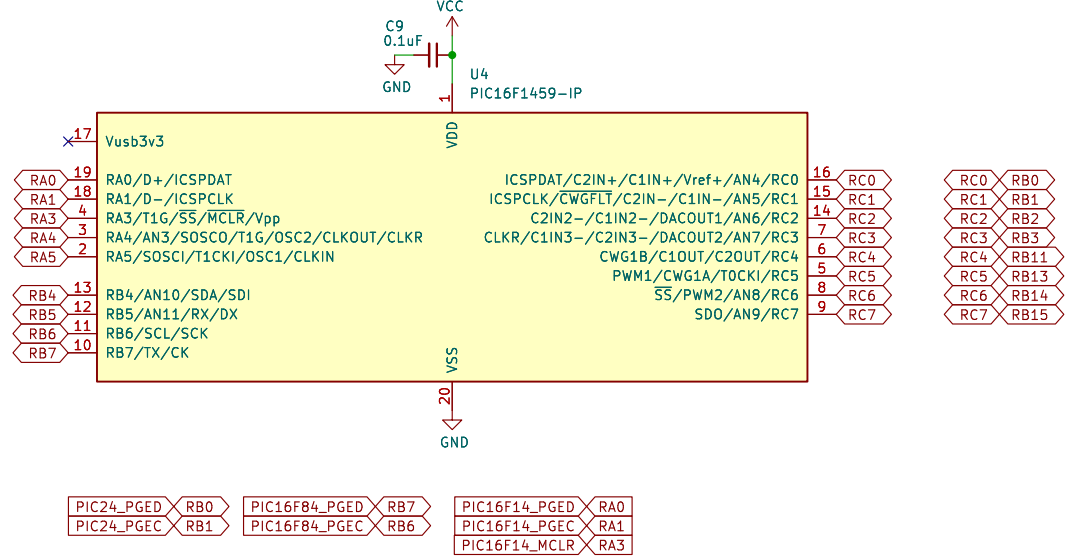 VCC
C9
0.1uF
GND
U4
PIC16F1459-IP
1
VDD
17 Vusb3v3
RA0 19 RA0/D+/ICSPDAT
RA1 18 RA1/D-/ICSPCLK
RA3 4 RA3/T1G/SS/MCLR/Vpp
RA4 3 RA4/AN3/SOSCO/T1G/OSC2/CLKOUT/CLKR
RA5 2 RA5/SOSCI/T1CKI/OSC1/CLKIN
RB4 13 RB4/AN10/SDA/SDI
RB5 12 RB5/AN11/RX/DX
RB6 11 RB6/SCL/SCK
RB7 10 RB7/TX/CK
ICSPDAT/C2IN+/C1IN+/Vref+/AN4/RC0 16 RC0
ICSPCLK/CWGFLT/C2IN-/C1IN-/AN5/RC1 15 RC1
C2IN2-/C1IN2-/DACOUT1/AN6/RC2 14 RC2
CLKR/C1IN3-/C2IN3-/DACOUT2/AN7/RC3 7 RC3
CWG1B/C1OUT/C2OUT/RC4 6 RC4
PWM1/CWG1A/T0CKI/RC5 5 RC5
SS/PWM2/AN8/RC6 8 RC6
SDO/AN9/RC7 9 RC7
RC0 RB0
RC1 RB1
RC2 RB2
RC3 RB3
RC4 RB11
RC5 RB13
RC6 RB14
RC7 RB15
VSS
20
GND
PIC24_PGED RB0
PIC24_PGEC RB1
PIC16F84_PGED RB7
PIC16F84_PGEC RB6
PIC16F14_PGED RA0
PIC16F14_PGEC RA1
PIC16F14_MCLR RA3